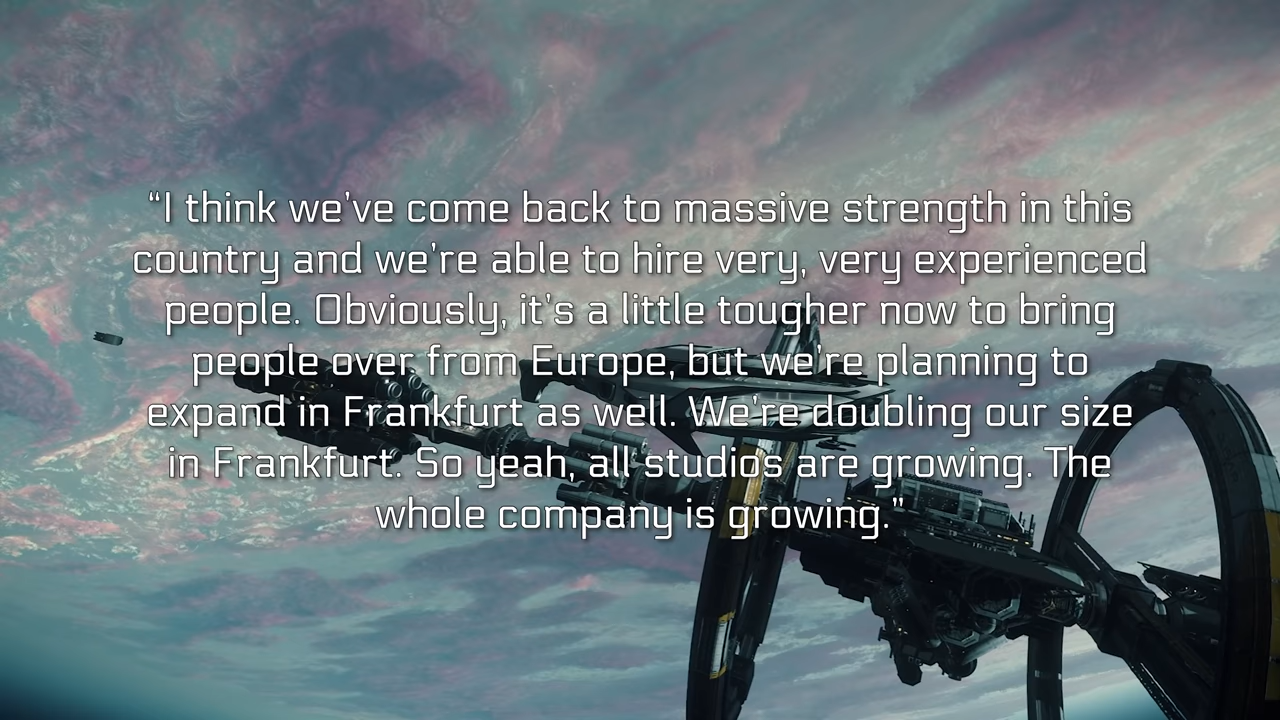 “I think we’ve come back to massive strength in this
country and we’re able to hire very, very experienced
people. Obviously, it’s a little tougher now to bring
people over from Europe, but we’re planning to
expand in Frankfurt as well. We’re doubling our size
in Frankfurt. So yeah, all studios are growing. The
whole company is growing.”